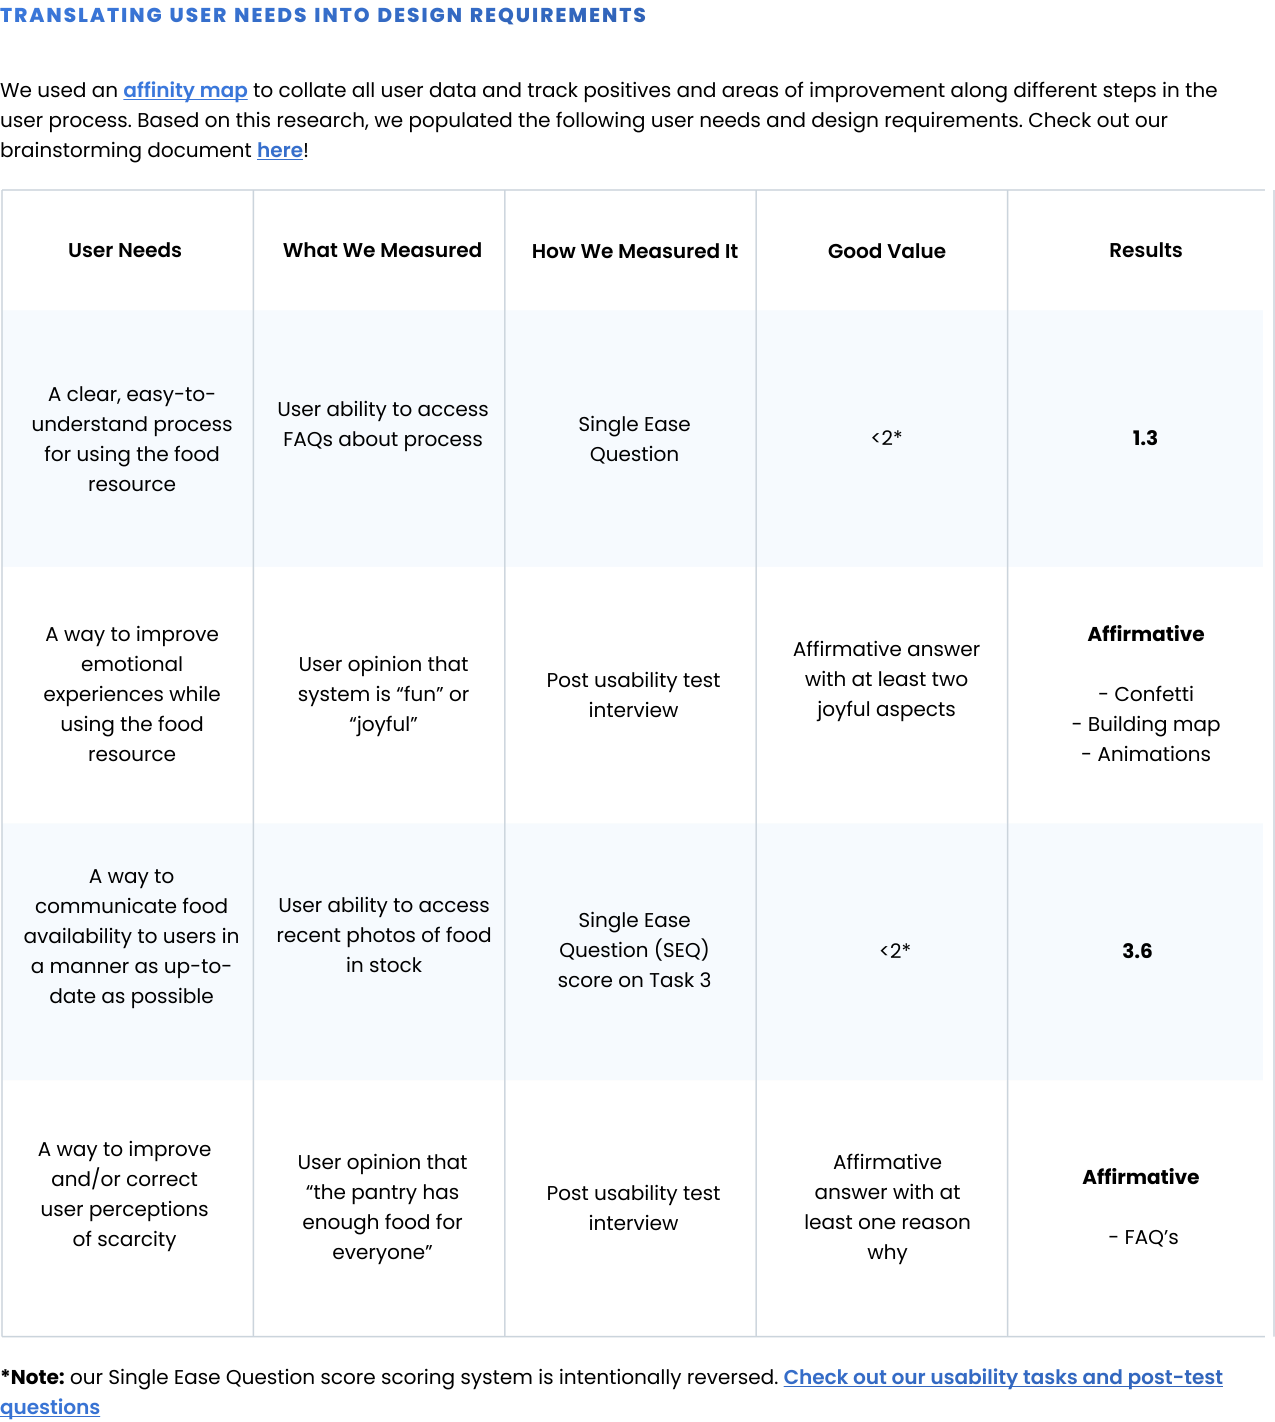 TRANSLATING USER NEEDS INTO DESIGN REQUIREMENTS
We used an affinity map to collate all user data and track positives and areas of improvement along different steps in the
user process. Based on this research, we populated the following user needs and design requirements. Check out our
brainstorming document here!
User Needs
What We Measured
How We Measured It
Good Value
Results
A clear, easy-to-
understand process
for using the food
resource
User ability to access
FAQs about process
Single Ease
Question
<2*
1.3
A way to improve
emotional
experiences while
using the food
resource
User opinion that
system is “fun” or
“joyful”
Post usability test
interview
Affirmative answer
with at least two
joyful aspects
Affirmative
- Confetti
- Building map
- Animations
A way to
communicate food
availability to users in
a manner as up-to-
date as possible
User ability to access
recent photos of food
in stock
Single Ease
Question (SEQ)
score on Task 3
<2*
3.6
A way to improve
and/or correct
user perceptions
of scarcity
User opinion that
“the pantry has
enough food for
everyone”
Post usability test
interview
Affirmative
answer with at
least one reason
why
Affirmative
- FAQ’s
*Note: our Single Ease Question score scoring system is intentionally reversed. Check out our usability tasks and post-test
questions